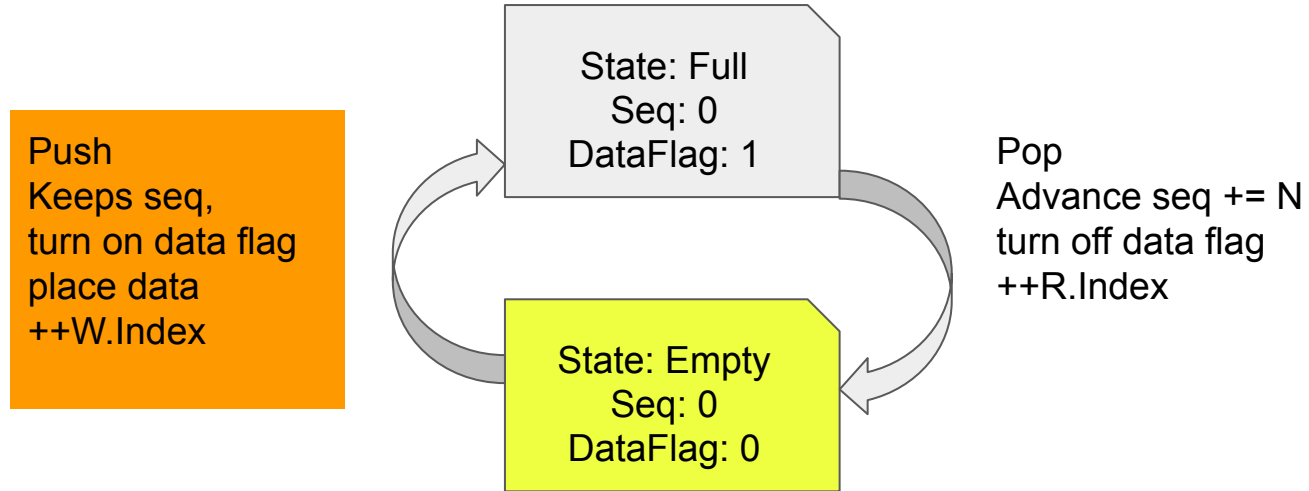 State: Full
Seq: 0
DataFlag: 1
Push
Keeps seq,
turn on data flag
place data
++W.Index
Pop
Advance seq += N
turn off data flag
++R.Index
State: Empty
Seq: 0
DataFlag: 0